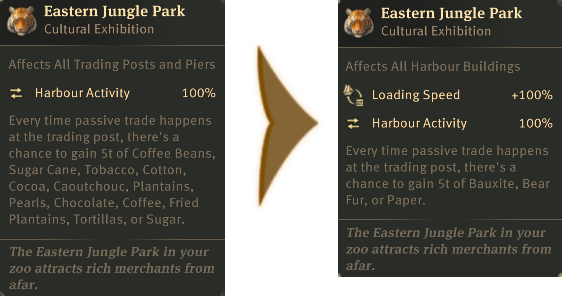 Eastern Jungle Park
Cultural Exhibition
Affects All Trading Posts and Piers
Harbour Activity 100%
Every time passive trade happens
at the trading post, there's a
chance to gain 5t of Coffee Beans,
Sugar Cane, Tobacco, Cotton,
Cocoa, Caoutchouc, Plantains,
Pearls, Chocolate, Coffee, Fried
Plantains, Tortillas, or Sugar.
The Eastern Jungle Park in your
zoo attracts rich merchants from
afar.
Eastern Jungle Park
Cultural Exhibition
Affects All Harbour Buildings
Loading Speed +100%
Harbour Activity 100%
Every time passive trade happens
at the trading post, there's a
chance to gain 5t of Bauxite, Bear
Fur, or Paper.
The Eastern Jungle Park in your
zoo attracts rich merchants from
afar.